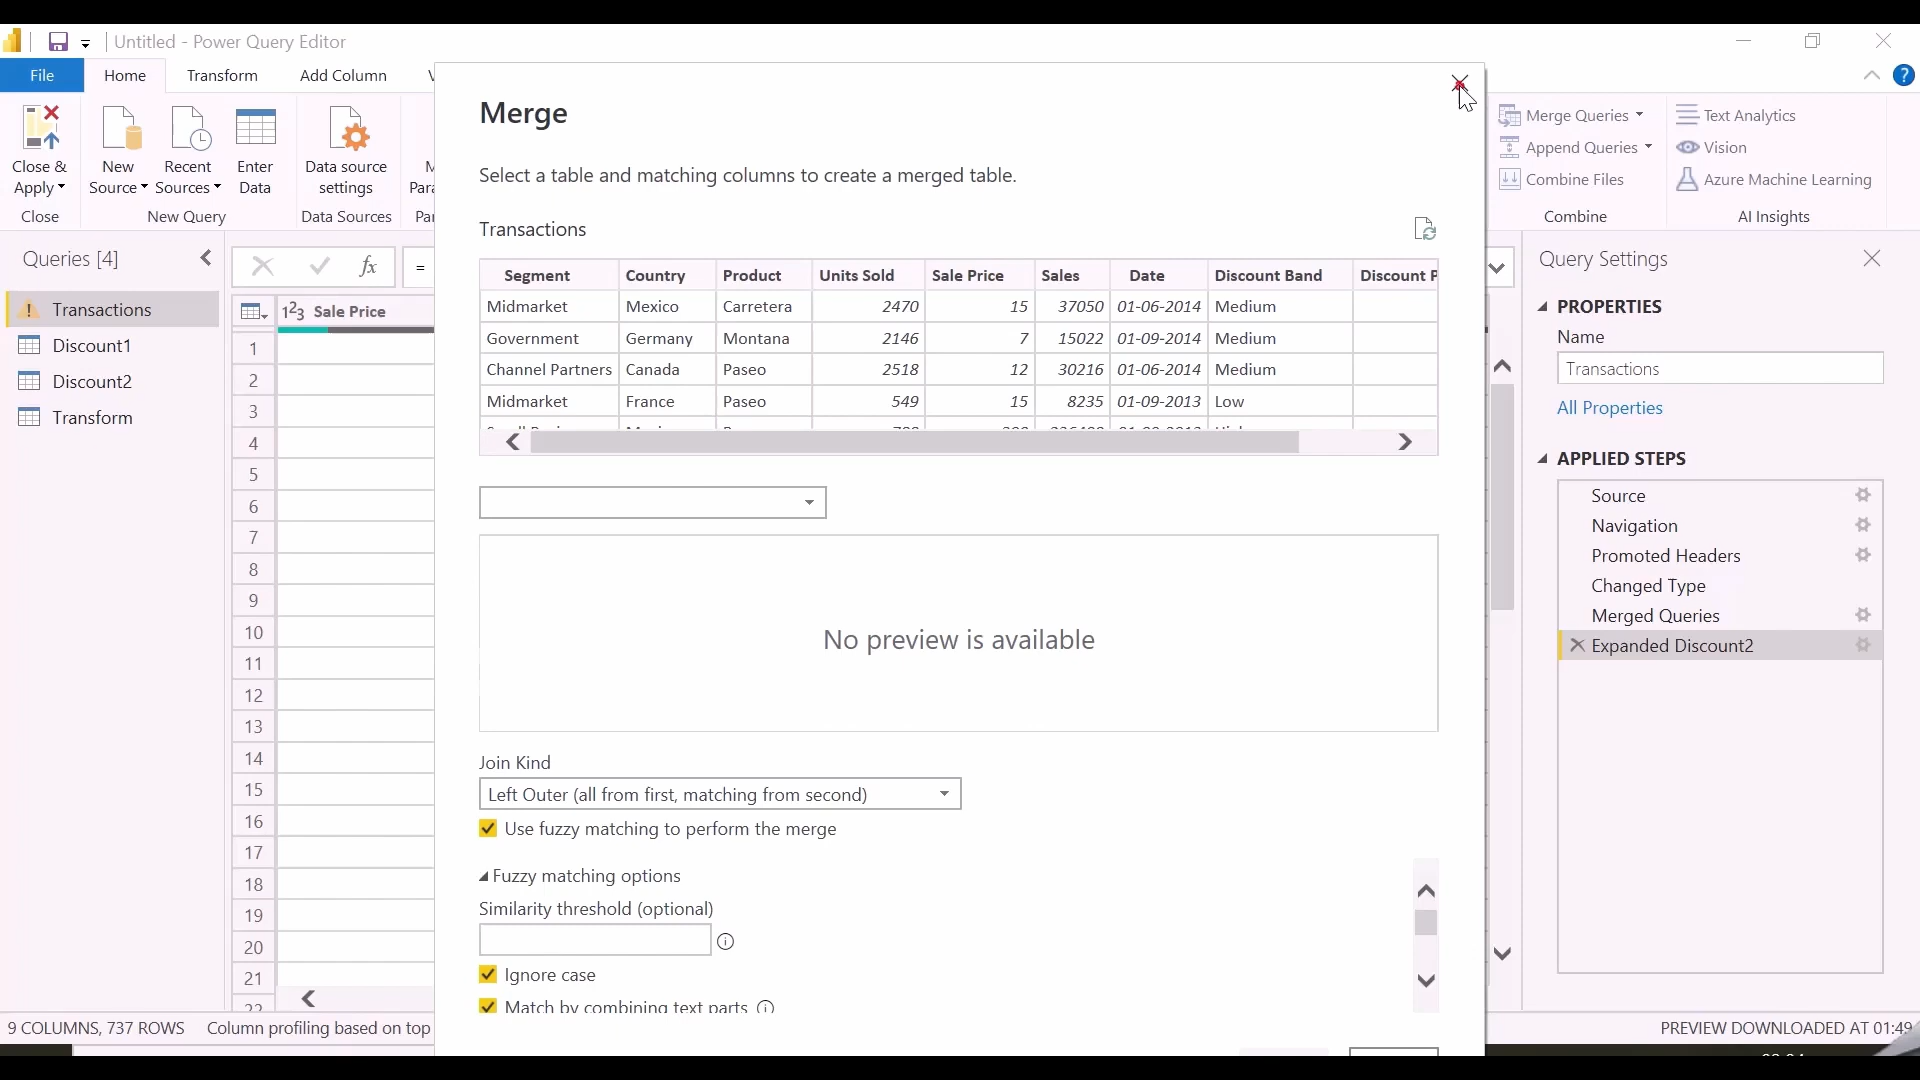 Untitled - Power Query Editor
File Home Transform Add Column
Close & Apply
New Source
Recent Sources
Enter Data
Data source settings
Close
New Query
Data Sources
Merge Queries
Append Queries
Combine Files
Combine
Text Analytics
Vision
Azure Machine Learning
AI Insights
Queries [4]
Transactions
Discount1
Discount2
Transform
fx =
1²3 Sale Price
1
2
3
4
5
6
7
8
9
10
11
12
13
14
15
16
17
18
19
20
21
22
Merge
Select a table and matching columns to create a merged table.
Transactions
Segment Country Product Units Sold Sale Price Sales Date Discount Band Discount P
Midmarket Mexico Carretera 2470 15 37050 01-06-2014 Medium
Government Germany Montana 2146 7 15022 01-09-2014 Medium
Channel Partners Canada Paseo 2518 12 30216 01-06-2014 Medium
Midmarket France Paseo 549 15 8235 01-09-2013 Low
No preview is available
Join Kind
Left Outer (all from first, matching from second)
Use fuzzy matching to perform the merge
Fuzzy matching options
Similarity threshold (optional)
Ignore case
Match by combining text parts
Query Settings
PROPERTIES
Name
Transactions
All Properties
APPLIED STEPS
Source
Navigation
Promoted Headers
Changed Type
Merged Queries
Expanded Discount2
9 COLUMNS, 737 ROWS Column profiling based on top
PREVIEW DOWNLOADED AT 01:49